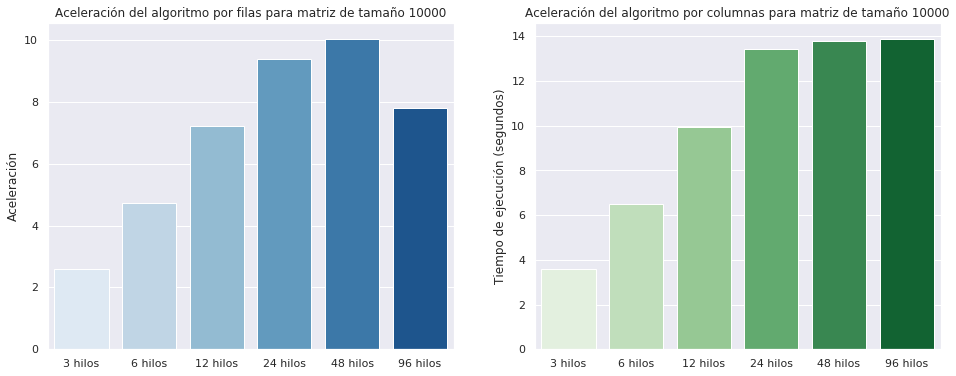 Aceleración del algoritmo por filas para matriz de tamaño 10000
Aceleración
10
8
6
4
2
0
3 hilos 6 hilos 12 hilos 24 hilos 48 hilos 96 hilos
Aceleración del algoritmo por columnas para matriz de tamaño 10000
Tiempo de ejecución (segundos)
14
12
10
8
6
4
2
0
3 hilos 6 hilos 12 hilos 24 hilos 48 hilos 96 hilos